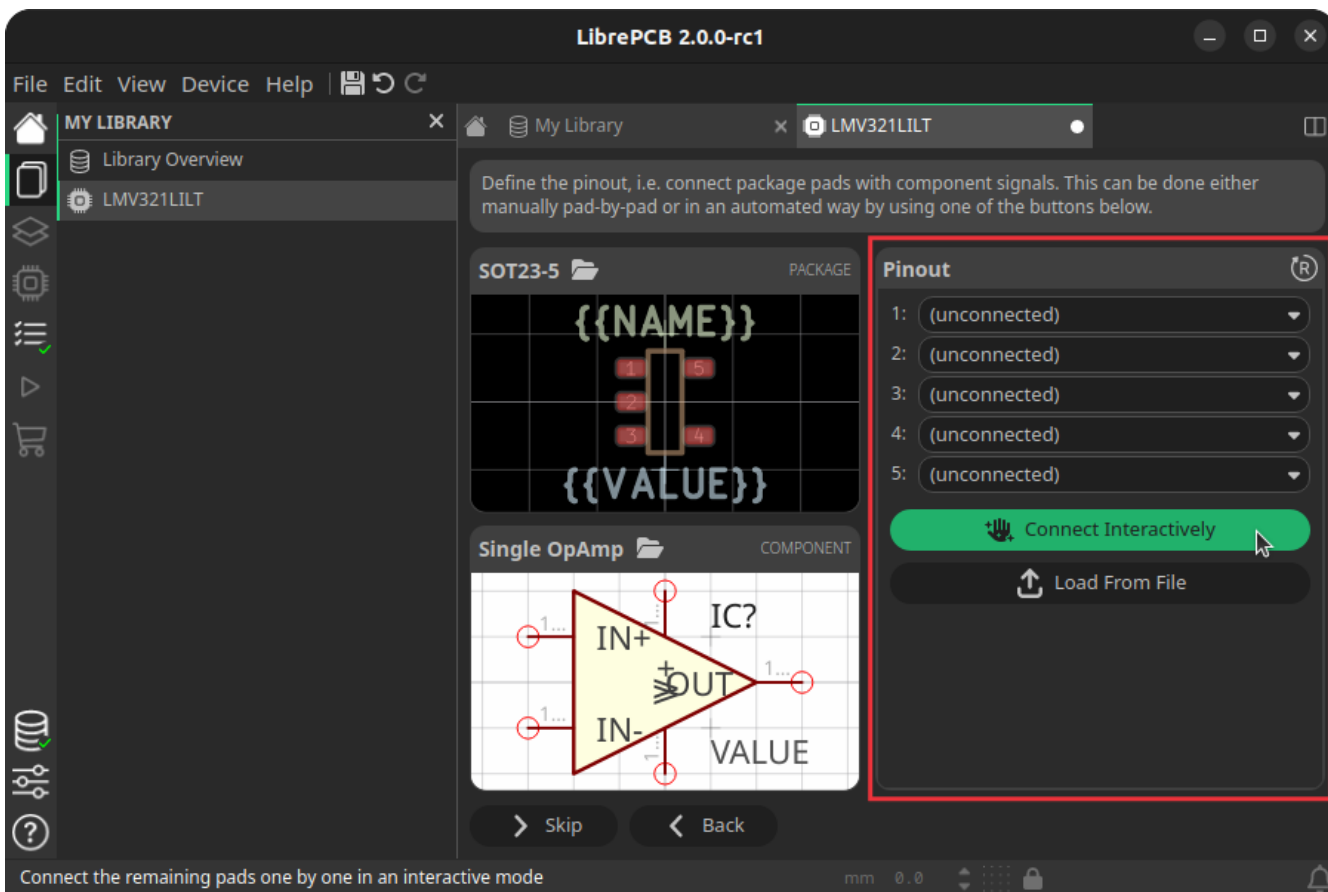 LibrePCB 2.0.0-rc1
File Edit View Device Help
MY LIBRARY
Library Overview
LMV321LILT
My Library
LMV321LILT
Define the pinout, i.e. connect package pads with component signals. This can be done either
manually pad-by-pad or in an automated way by using one of the buttons below.
SOT23-5 PACKAGE
{{NAME}}
1 5
2
3 4
{{VALUE}}
Single OpAmp COMPONENT
IC?
1...
IN+
1...
V+
OUT
1...
1...
IN-
1...
VALUE
Pinout
R
1: (unconnected)
2: (unconnected)
3: (unconnected)
4: (unconnected)
5: (unconnected)
Connect Interactively
Load From File
Skip Back
Connect the remaining pads one by one in an interactive mode
mm 0.0